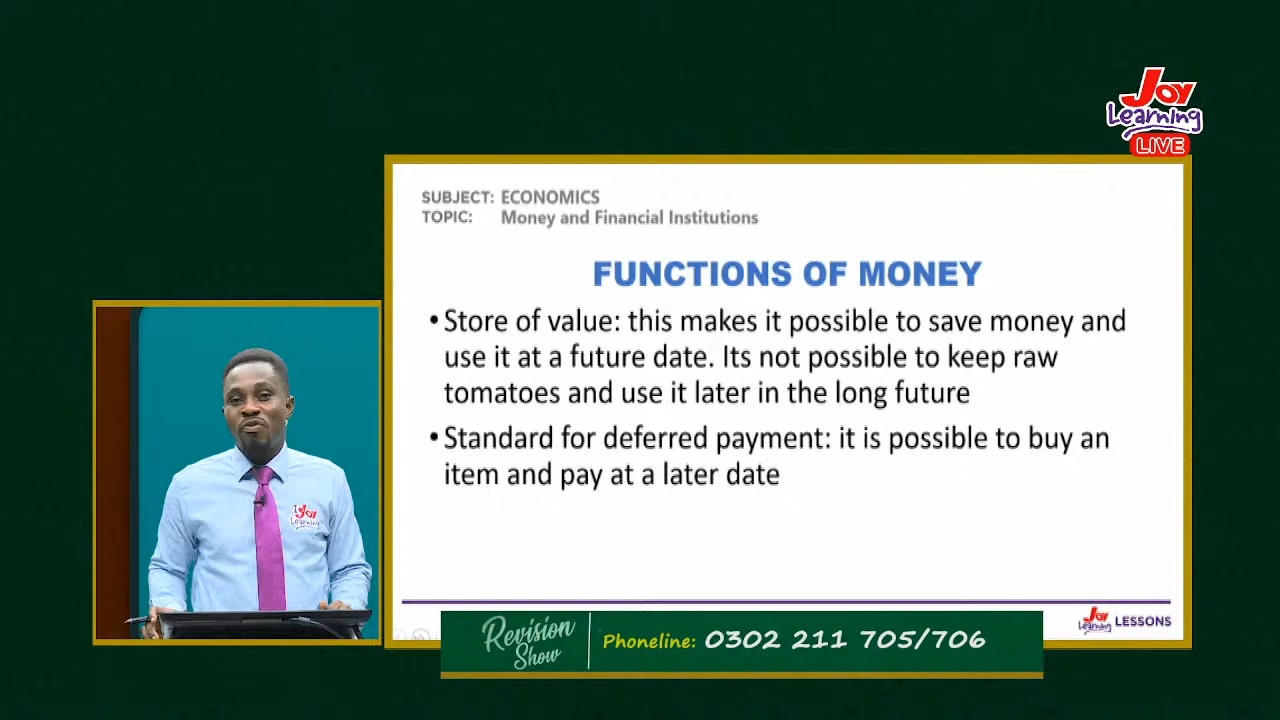 Joy
Learning
LIVE
SUBJECT: ECONOMICS
TOPIC: Money and Financial Institutions
FUNCTIONS OF MONEY
• Store of value: this makes it possible to save money and
use it at a future date. Its not possible to keep raw
tomatoes and use it later in the long future
• Standard for deferred payment: it is possible to buy an
item and pay at a later date
I
Joy
Learning
Joy
Learning LESSONS
Revision
Show
Phoneline: 0302 211 705/706